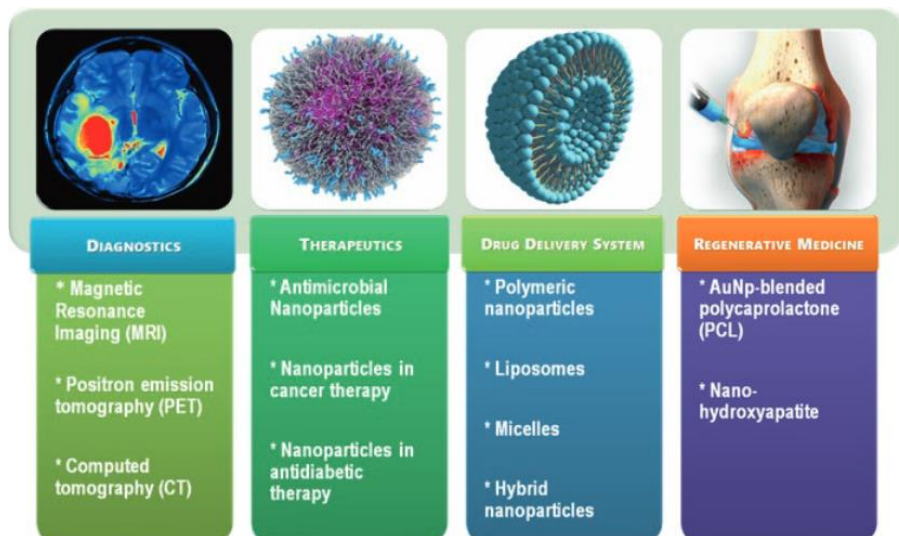 DIAGNOSTICS
* Magnetic
Resonance
Imaging (MRI)
* Positron emission
tomography (PET)
* Computed
tomography (CT)
THERAPEUTICS
* Antimicrobial
Nanoparticles
* Nanoparticles in
cancer therapy
* Nanoparticles in
antidiabetic
therapy
DRUG DELIVERY SYSTEM
* Polymeric
nanoparticles
* Liposomes
* Micelles
* Hybrid
nanoparticles
REGENERATIVE MEDICINE
* AuNp-blended
polycaprolactone
(PCL)
* Nano-
hydroxyapatite